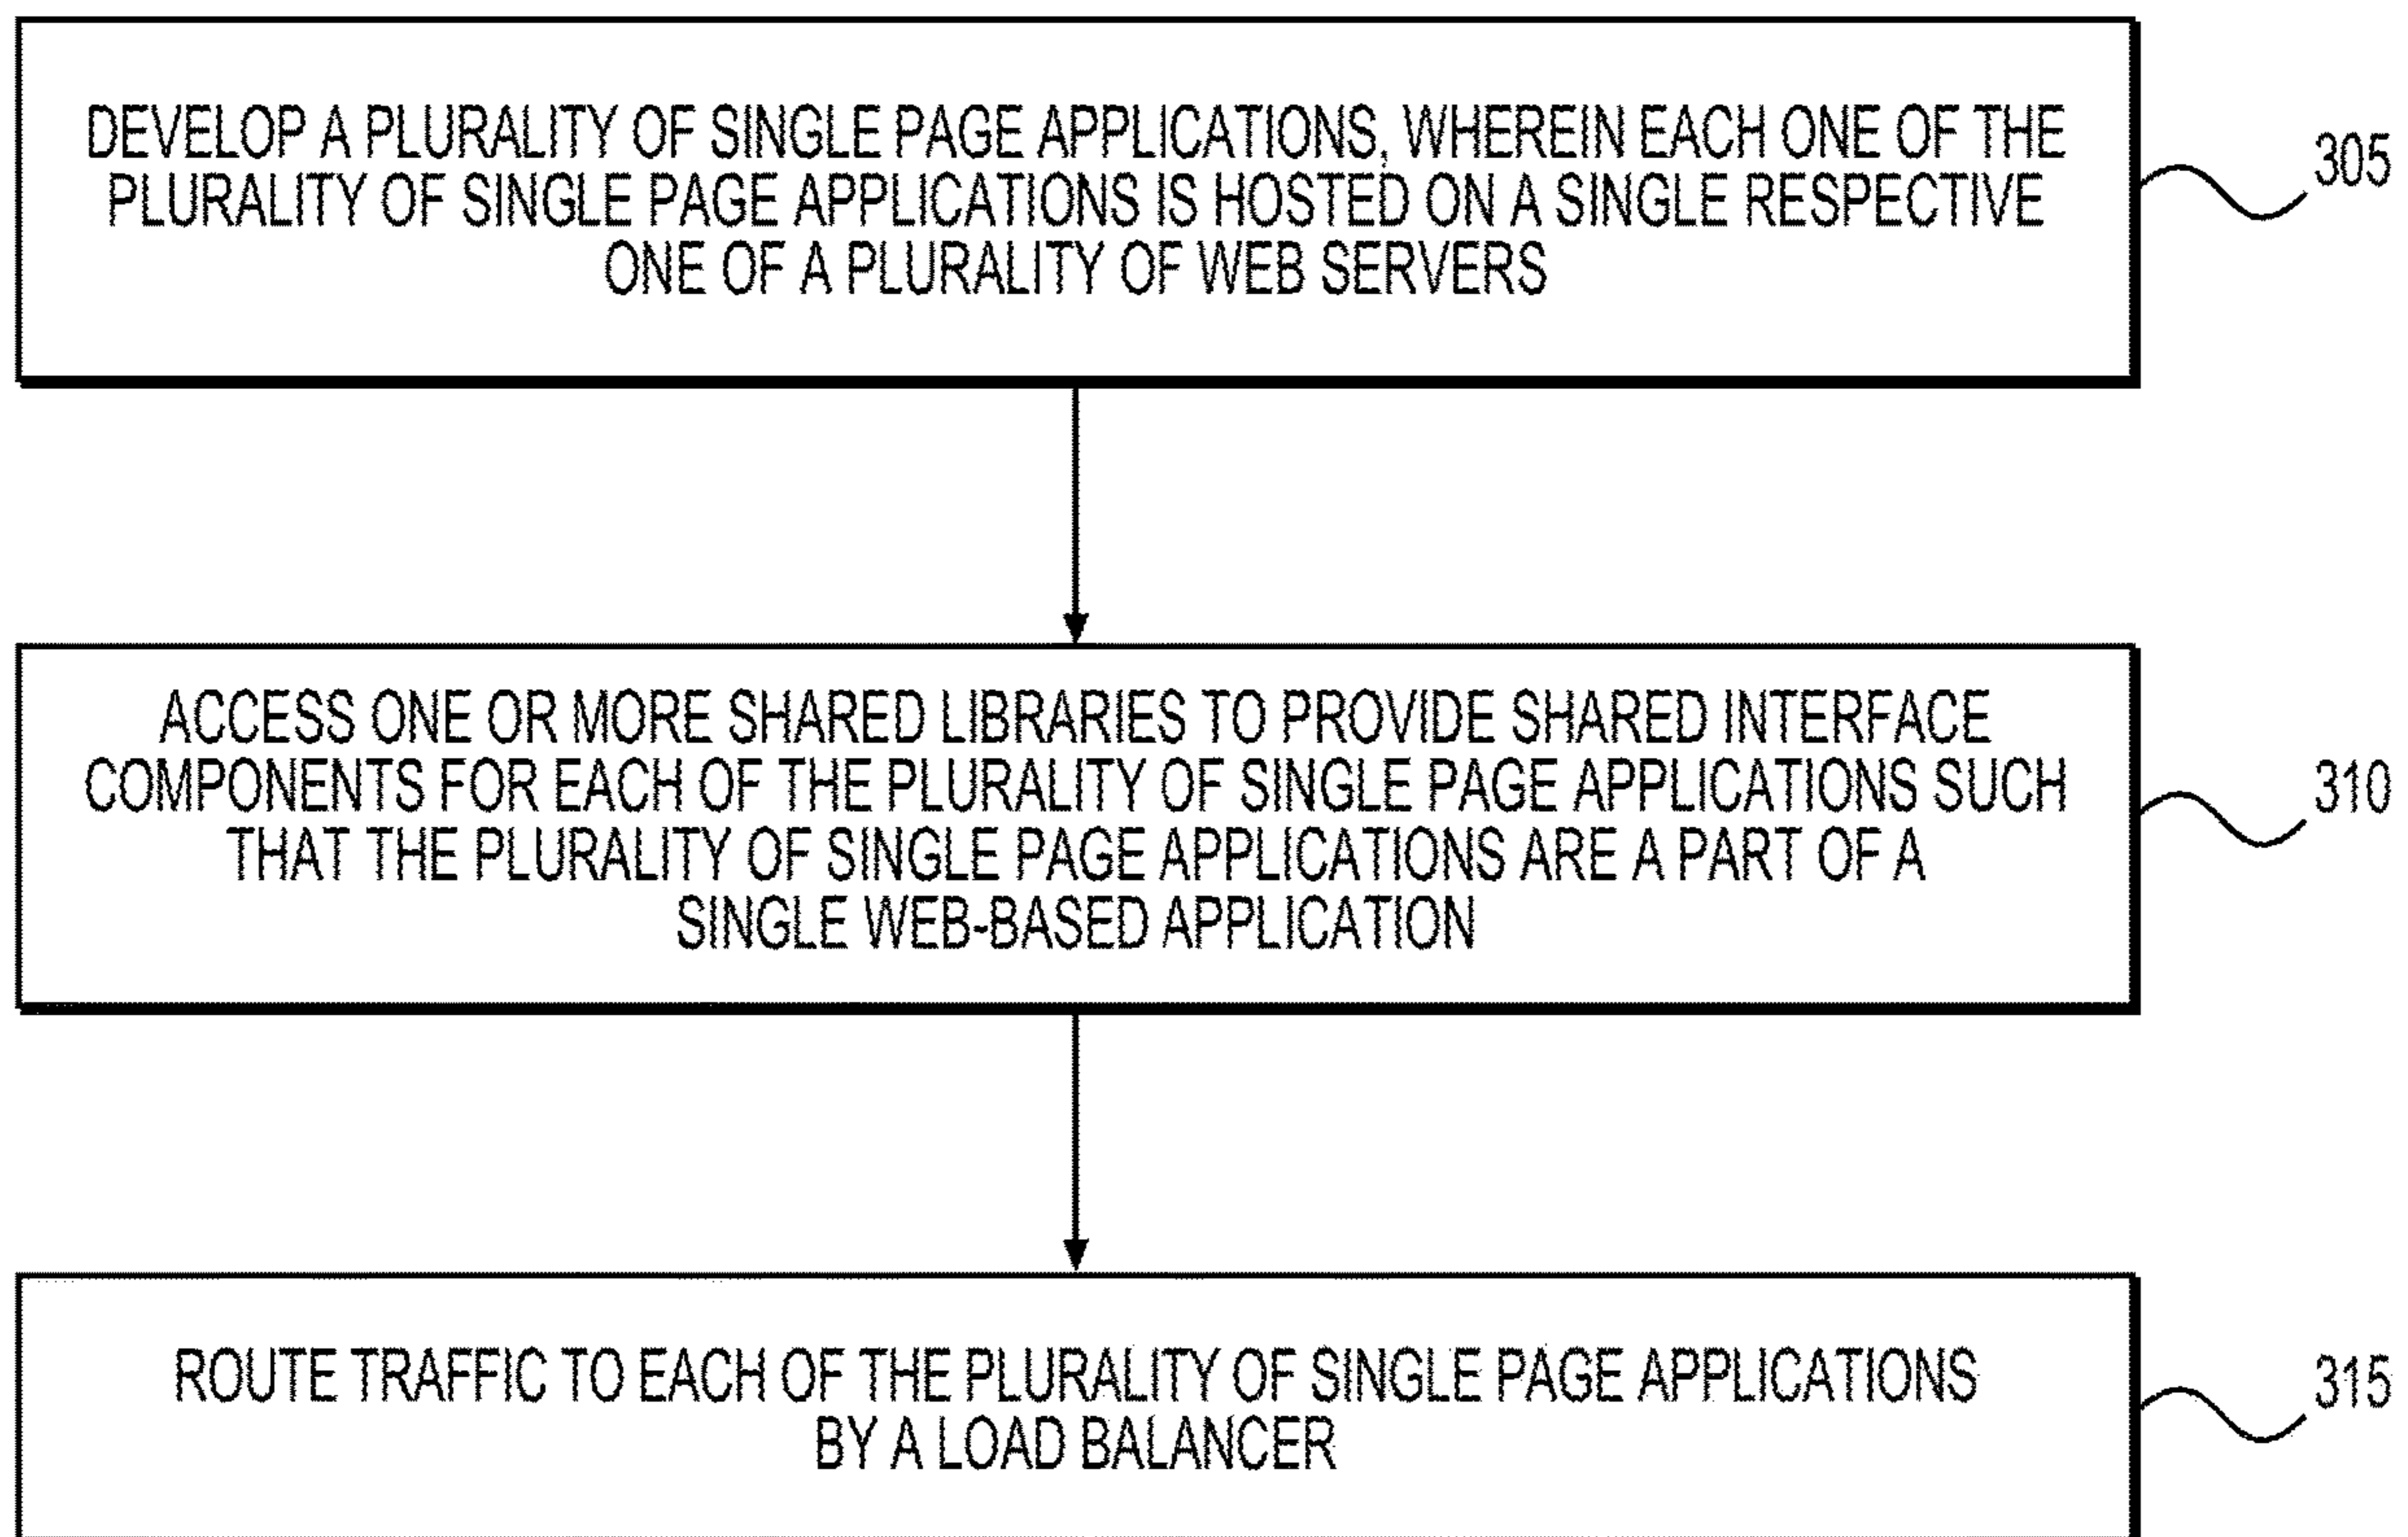 DEVELOP A PLURALITY OF SINGLE PAGE APPLICATIONS, WHEREIN EACH ONE OF THE
PLURALITY OF SINGLE PAGE APPLICATIONS IS HOSTED ON A SINGLE RESPECTIVE
ONE OF A PLURALITY OF WEB SERVERS
305
ACCESS ONE OR MORE SHARED LIBRARIES TO PROVIDE SHARED INTERFACE
COMPONENTS FOR EACH OF THE PLURALITY OF SINGLE PAGE APPLICATIONS SUCH
THAT THE PLURALITY OF SINGLE PAGE APPLICATIONS ARE A PART OF A
SINGLE WEB-BASED APPLICATION
310
ROUTE TRAFFIC TO EACH OF THE PLURALITY OF SINGLE PAGE APPLICATIONS
BY A LOAD BALANCER
315